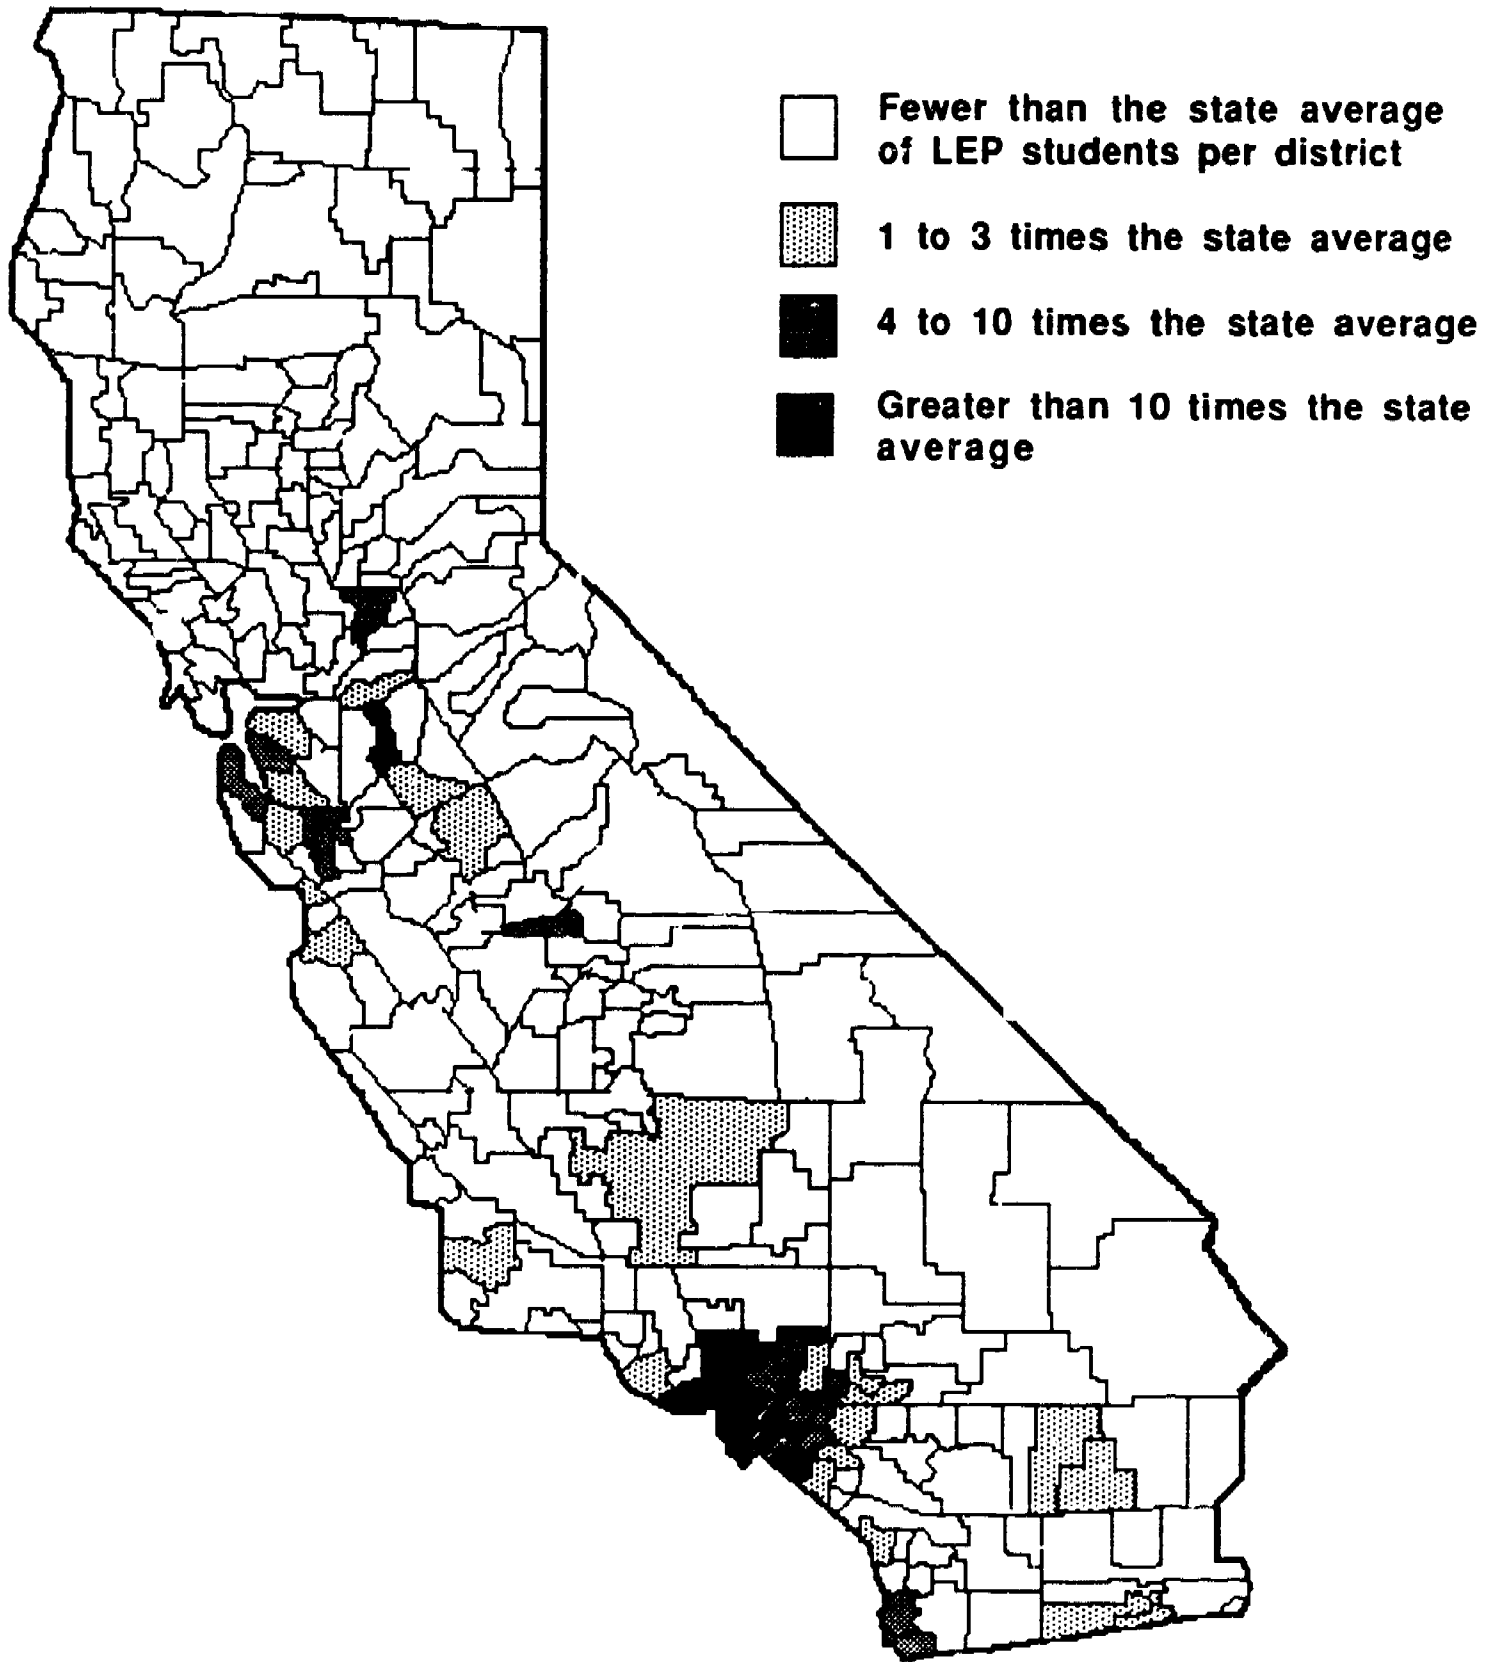 Fewer than the state average
of LEP students per district
1 to 3 times the state average
4 to 10 times the state average
Greater than 10 times the state
average